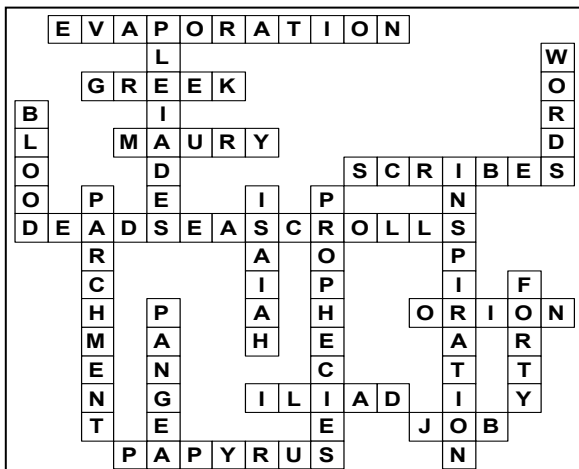 EVAPORATION
PLEIADES
WORDS
GREEK
BLOOD
MAURY
SCRIBES
INSPIRATION
PARCHMENT
ISAIAH
PROPHECIES
DEADSEASCROLLS
FORTY
PANGEA
ORION
ILIAD
JOB
PAPYRUS